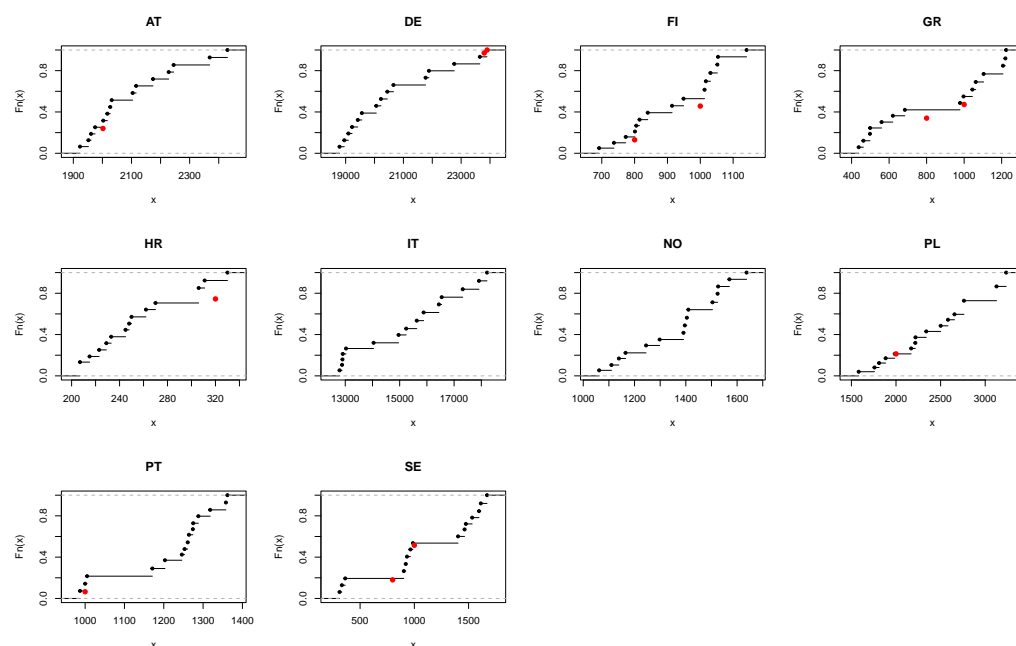 AT DE FI GR
Fn(x) 0.0 0.4 0.8 Fn(x) 0.0 0.4 0.8 Fn(x) 0.0 0.4 0.8 Fn(x) 0.0 0.4 0.8
1900 2100 2300 19000 21000 23000 700 800 900 1000 1100 400 600 800 1000 1200
x x x x
HR IT NO PL
Fn(x) 0.0 0.4 0.8 Fn(x) 0.0 0.4 0.8 Fn(x) 0.0 0.4 0.8 Fn(x) 0.0 0.4 0.8
200 240 280 320 13000 15000 17000 1000 1200 1400 1600 1500 2000 2500 3000
x x x x
PT SE
Fn(x) 0.0 0.4 0.8 Fn(x) 0.0 0.4 0.8
1000 1100 1200 1300 1400 500 1000 1500
x x